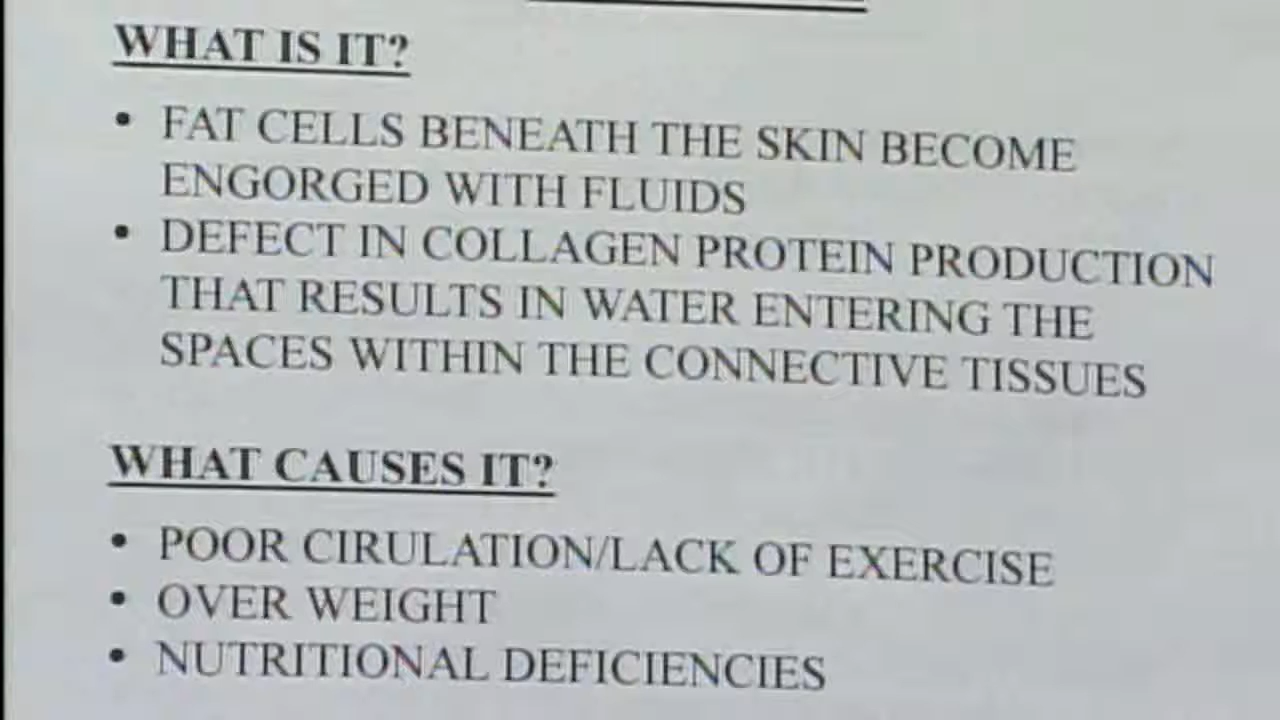 WHAT IS IT?
• FAT CELLS BENEATH THE SKIN BECOME
ENGORGED WITH FLUIDS
• DEFECT IN COLLAGEN PROTEIN PRODUCTION
THAT RESULTS IN WATER ENTERING THE
SPACES WITHIN THE CONNECTIVE TISSUES
WHAT CAUSES IT?
• POOR CIRULATION/LACK OF EXERCISE
• OVER WEIGHT
• NUTRITIONAL DEFICIENCIES